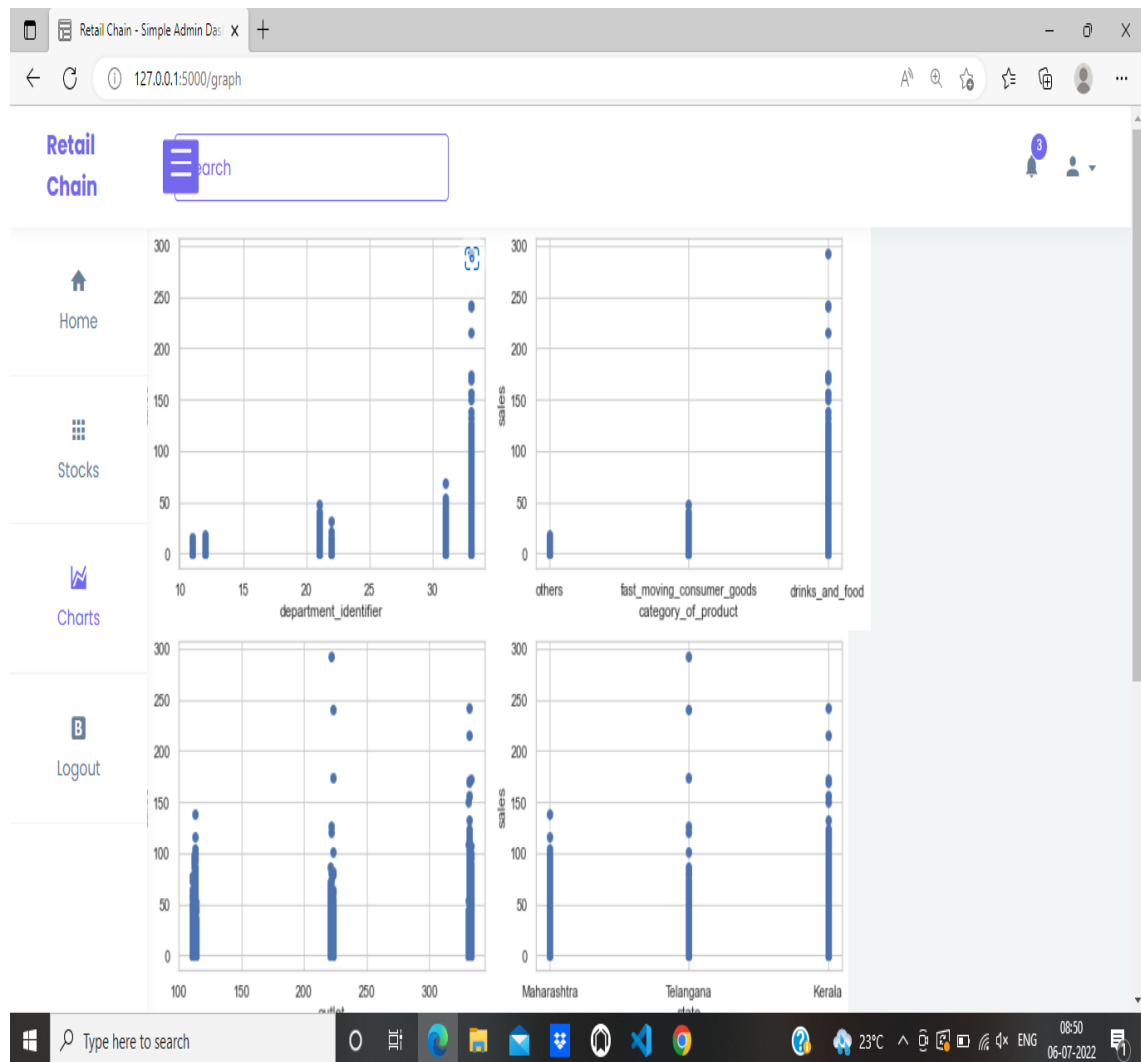 Retail Chain - Simple Admin Das
127.0.0.1:5000/graph
Retail
Chain
earch
3
Home
Stocks
Charts
Logout
300
250
200
150
100
50
0
10 15 20 25 30
department_identifier
300
250
200
150
100
50
0
sales
others fast_moving_consumer_goods drinks_and_food
category_of_product
300
250
200
150
100
50
0
100 150 200 250 300
outlet
300
250
200
150
100
50
0
sales
Maharashtra Telangana Kerala
state
Type here to search
23°C
ENG
08:50
06-07-2022
1